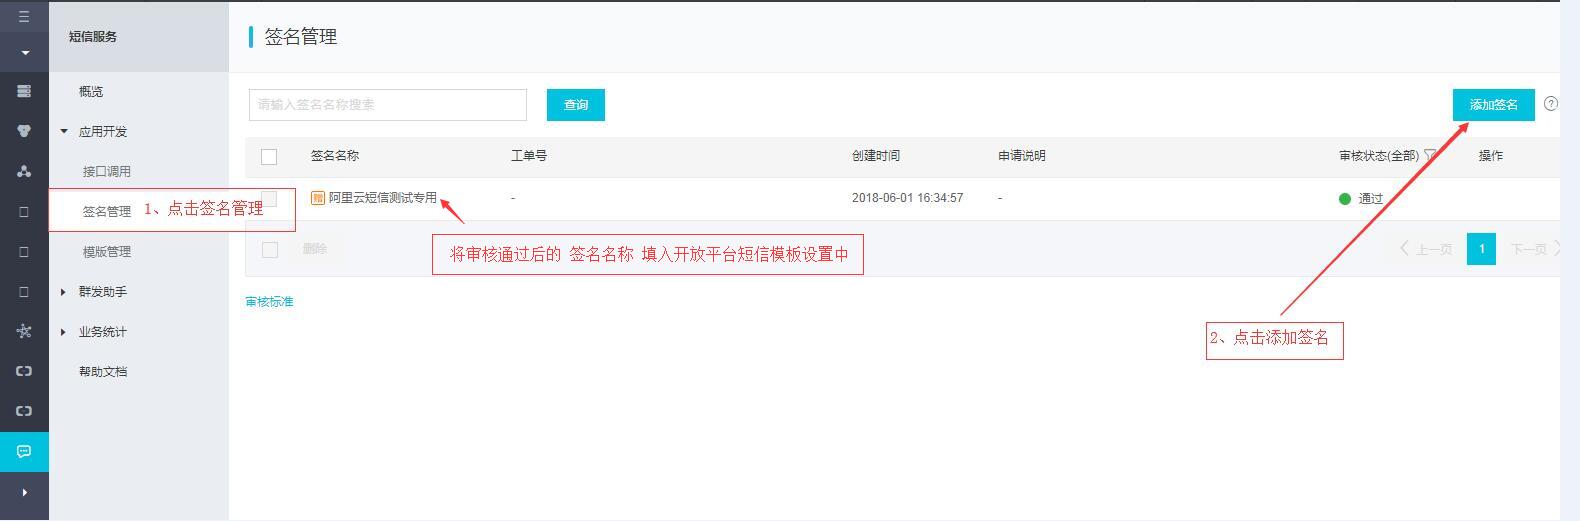 短信服务
签名管理
概览
请输入签名名称搜索
查询
添加签名
?
应用开发
签名名称
工单号
创建时间
申请说明
审核状态(全部)
操作
接口调用
签名管理
1、点击签名管理
赠
阿里云短信测试专用
-
2018-06-01 16:34:57
-
通过
模版管理
删除
将审核通过后的 签名名称 填入开放平台短信模板设置中
上一页
1
下一页
群发助手
审核标准
业务统计
2、点击添加签名
帮助文档